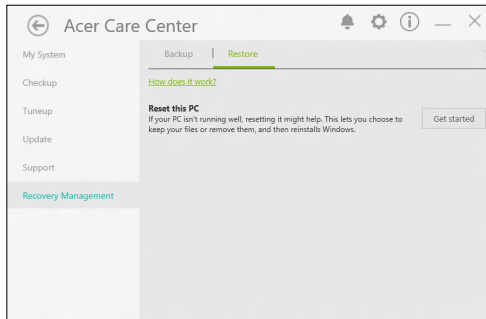 Acer Care Center
My System
Checkup
Tuneup
Update
Support
Recovery Management
Backup | Restore
How does it work?
Reset this PC
If your PC isn't running well, resetting it might help. This lets you choose to
keep your files or remove them, and then reinstalls Windows.
Get started